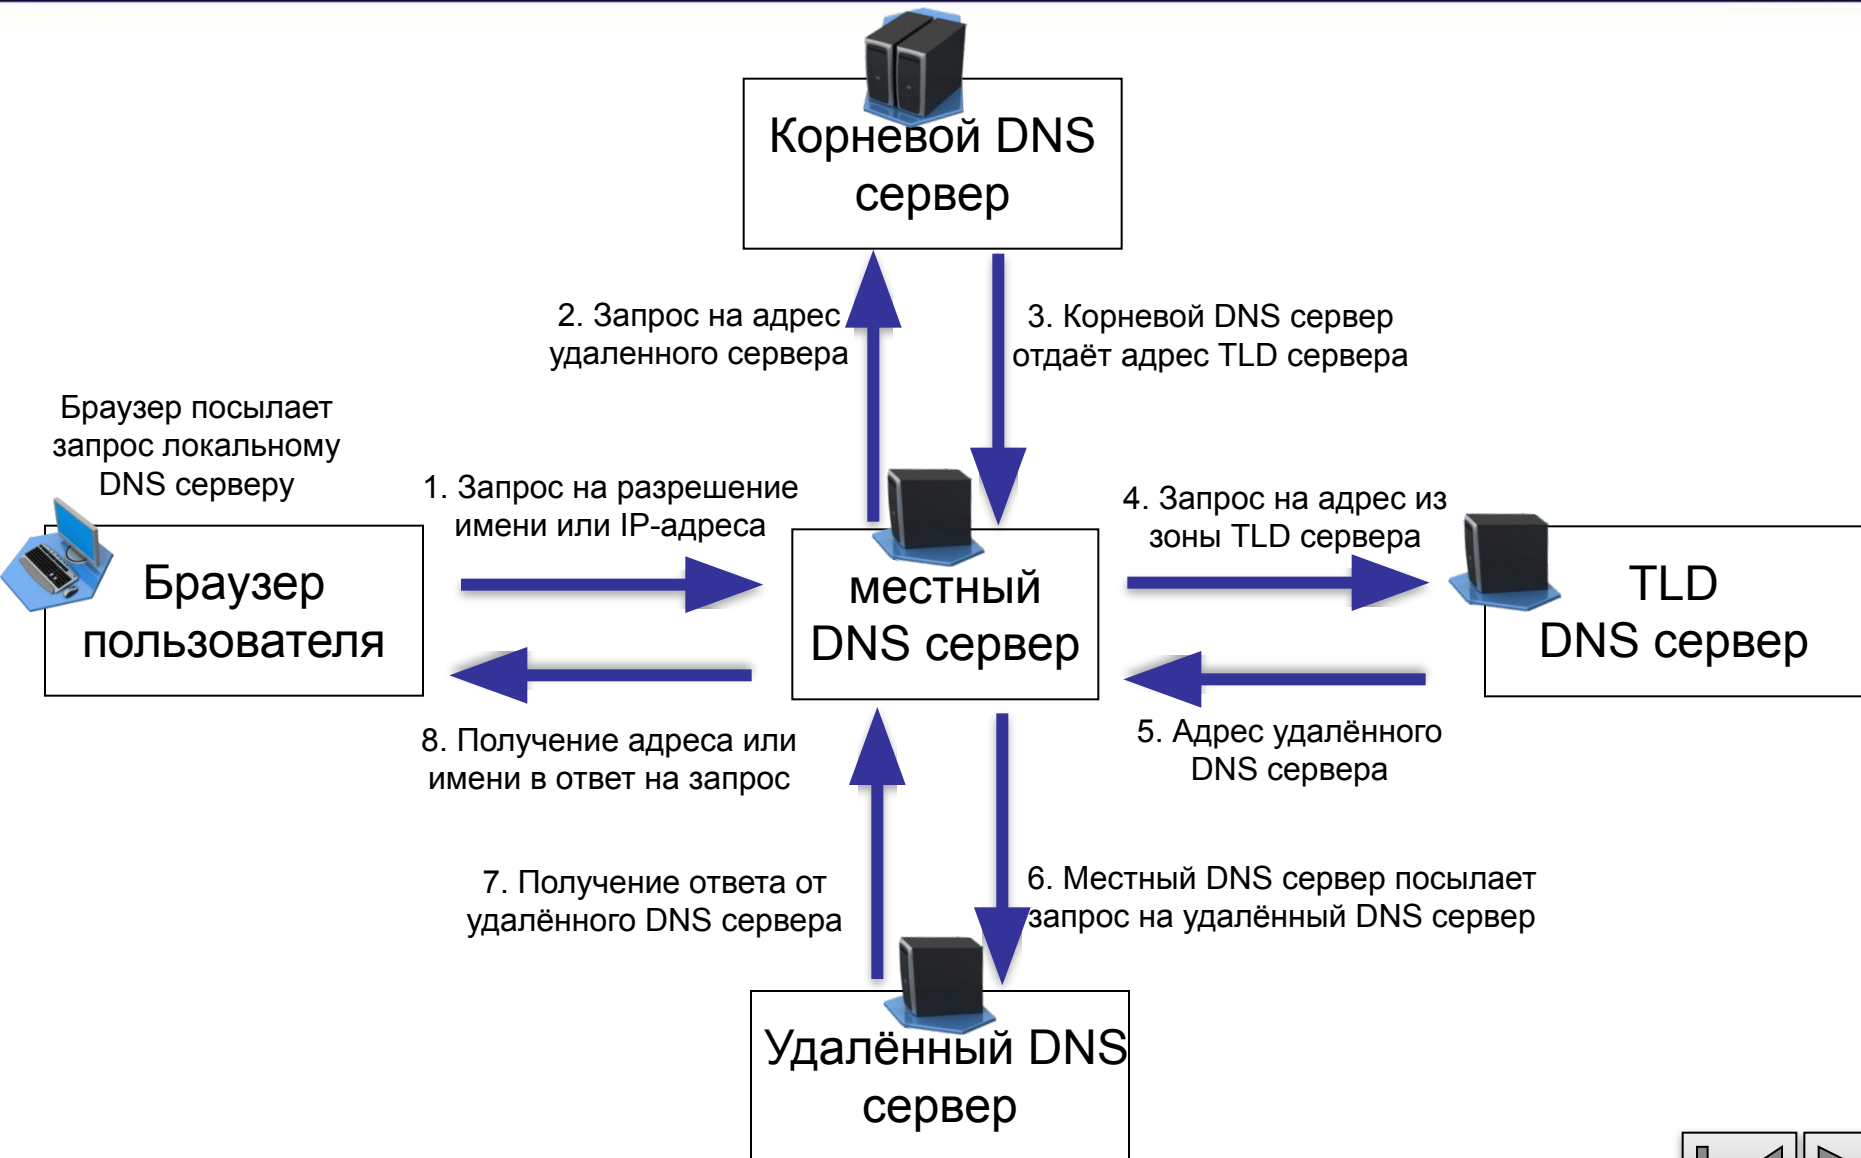 Корневой DNS
сервер
2. Запрос на адрес
удаленного сервера
3. Корневой DNS сервер
отдаёт адрес TLD сервера
Браузер посылает
запрос локальному
DNS серверу
1. Запрос на разрешение
имени или IP-адреса
4. Запрос на адрес из
зоны TLD сервера
Браузер
пользователя
местный
DNS сервер
TLD
DNS сервер
8. Получение адреса или
имени в ответ на запрос
5. Адрес удалённого
DNS сервера
7. Получение ответа от
удалённого DNS сервера
6. Местный DNS сервер посылает
запрос на удалённый DNS сервер
Удалённый DNS
сервер